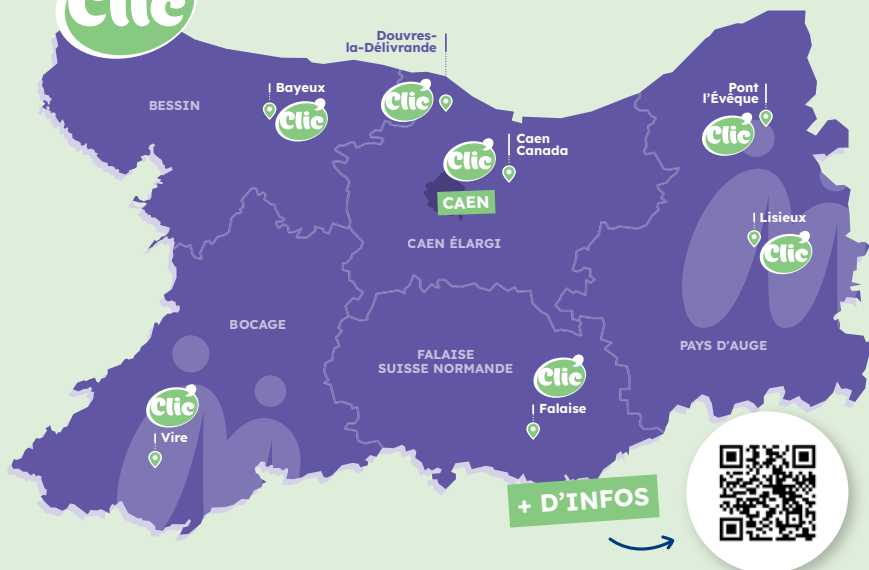 Clic'
Douvres-
la-Délivrande
Clic'
Bayeux
Clic'
BESSIN
Pont
l'Évêque
Clic'
Caen
Canada
Clic'
CAEN
CAEN ÉLARGI
Lisieux
Clic'
BOCAGE
PAYS D'AUGE
FALAISE
SUISSE NORMANDE
Clic'
Falaise
Clic'
Vire
+ D'INFOS